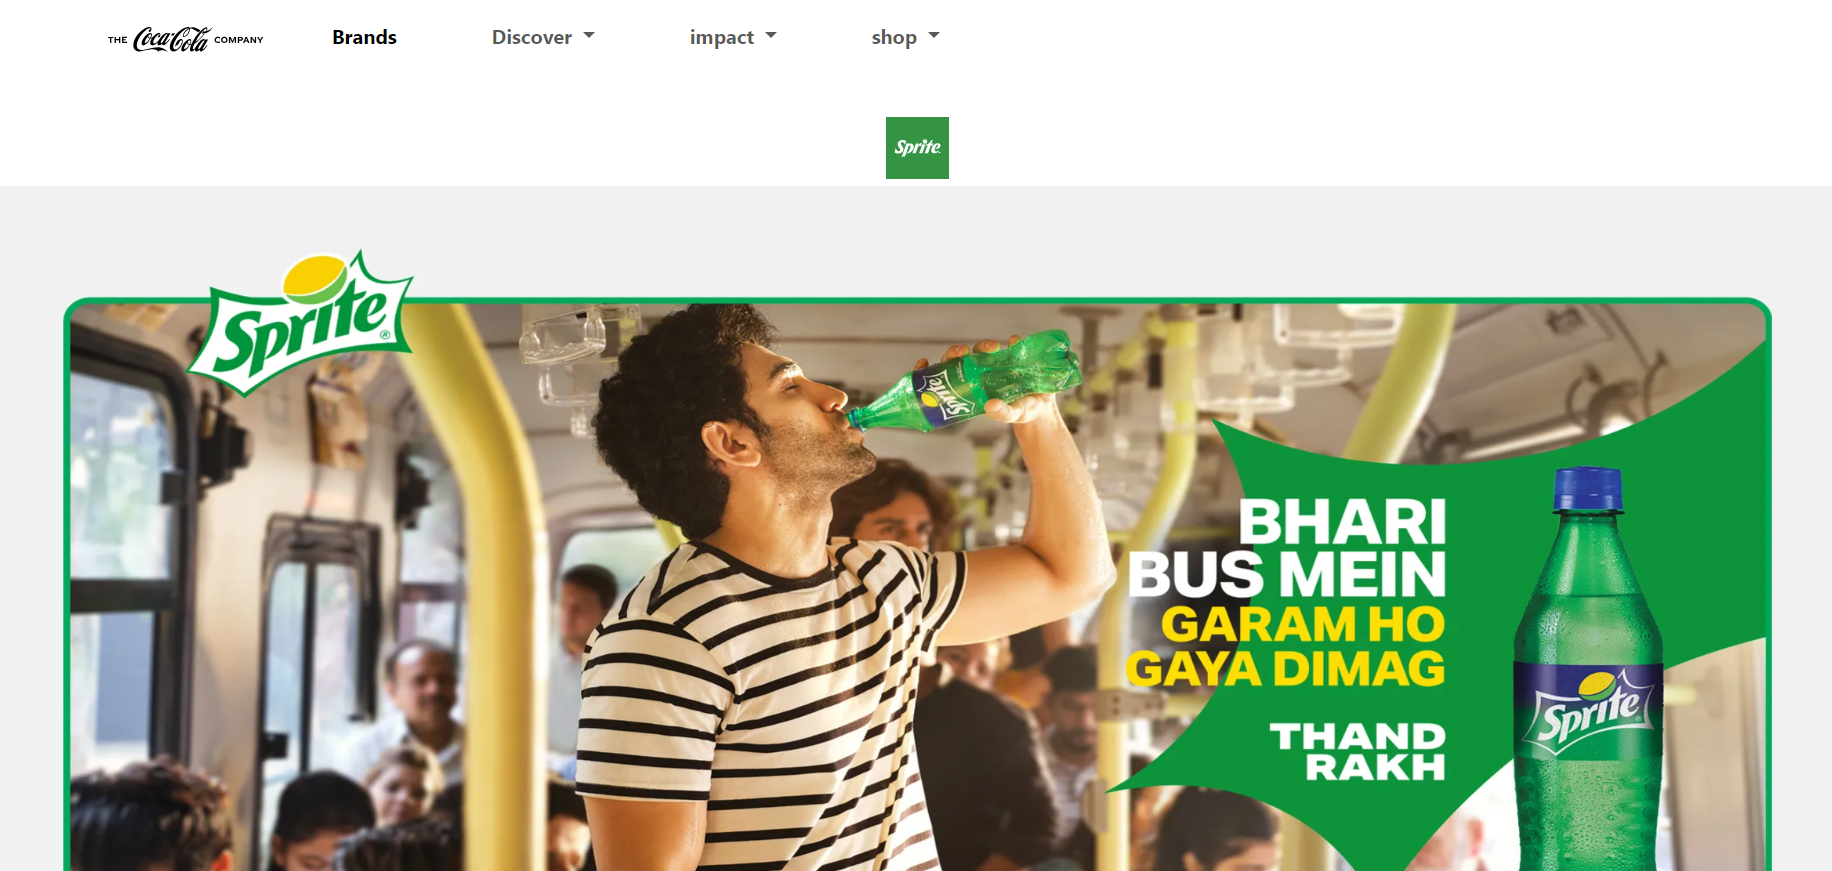 THE Coca-Cola COMPANY
Brands
Discover
impact
shop
Sprite
Sprite®
Sprite
BHARI
BUS MEIN
GARAM HO
GAYA DIMAG
THAND
RAKH
Sprite